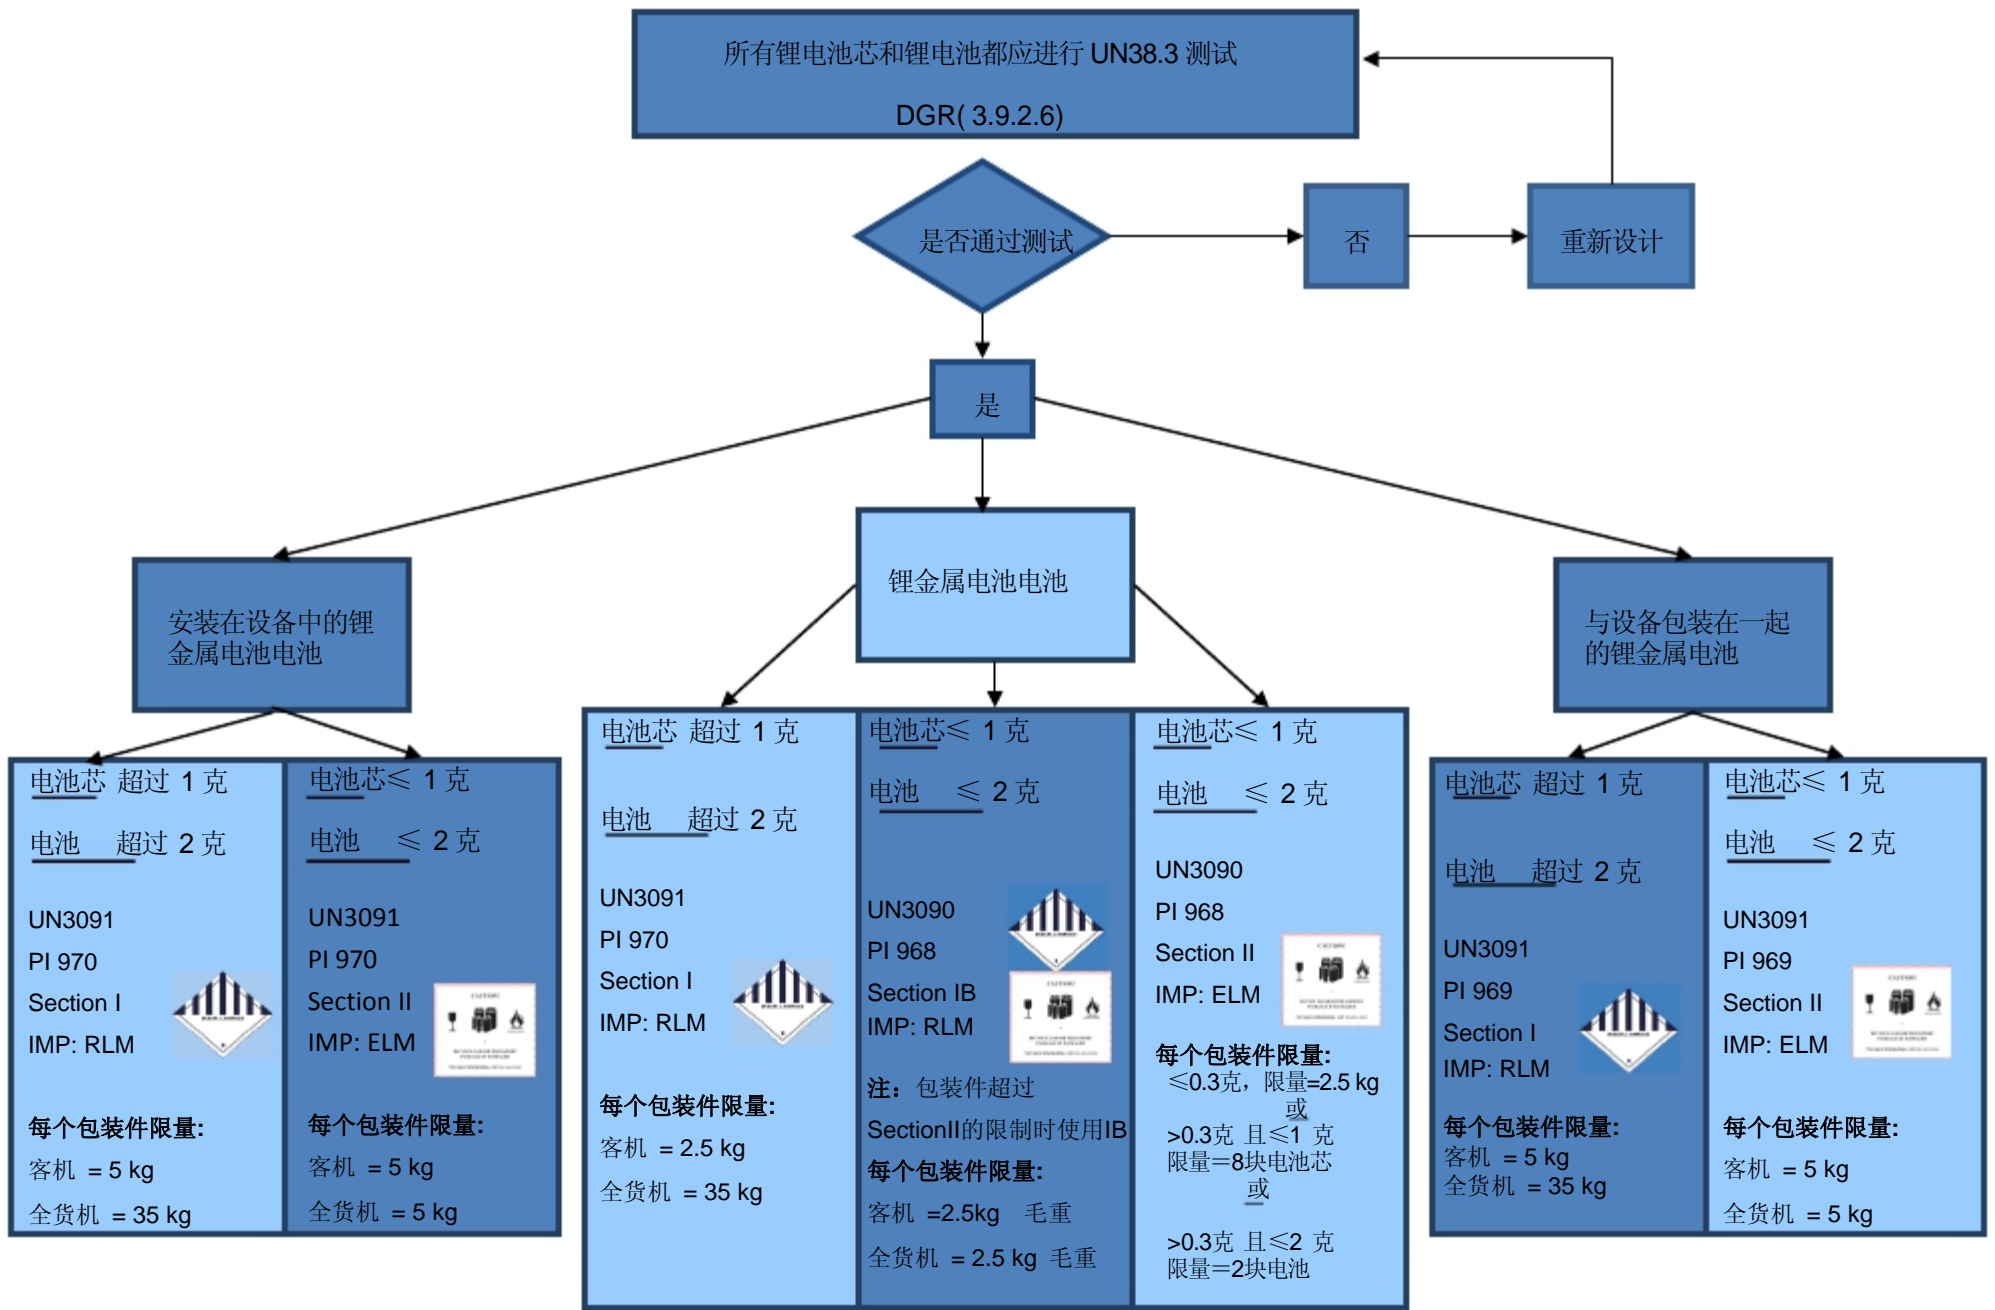 所有锂电池芯和锂电池都应进行 UN38.3 测试
DGR( 3.9.2.6)
是否通过测试
否
重新设计
是
安装在设备中的锂
金属电池电池
锂金属电池电池
与设备包装在一起
的锂金属电池
电池芯 超过 1 克
电池 超过 2 克
UN3091
PI 970
Section I
IMP: RLM
每个包装件限量:
客机 = 5 kg
全货机 = 35 kg
电池芯≤ 1 克
电池 ≤ 2 克
UN3091
PI 970
Section II
IMP: ELM
每个包装件限量:
客机 = 5 kg
全货机 = 5 kg
电池芯 超过 1 克
电池 超过 2 克
UN3091
PI 970
Section I
IMP: RLM
每个包装件限量:
客机 = 2.5 kg
全货机 = 35 kg
电池芯≤ 1 克
电池 ≤ 2 克
UN3090
PI 968
Section IB
IMP: RLM
注：包装件超过
SectionII的限制时使用IB
每个包装件限量:
客机 =2.5kg 毛重
全货机 = 2.5 kg 毛重
电池芯≤ 1 克
电池 ≤ 2 克
UN3090
PI 968
Section II
IMP: ELM
每个包装件限量:
≤0.3克，限量=2.5 kg
或
>0.3克 且≤1 克
限量＝8块电池芯
或
>0.3克 且≤2 克
限量＝2块电池
电池芯 超过 1 克
电池 超过 2 克
UN3091
PI 969
Section I
IMP: RLM
每个包装件限量:
客机 = 5 kg
全货机 = 35 kg
电池芯≤ 1 克
电池 ≤ 2 克
UN3091
PI 969
Section II
IMP: ELM
每个包装件限量:
客机 = 5 kg
全货机 = 5 kg